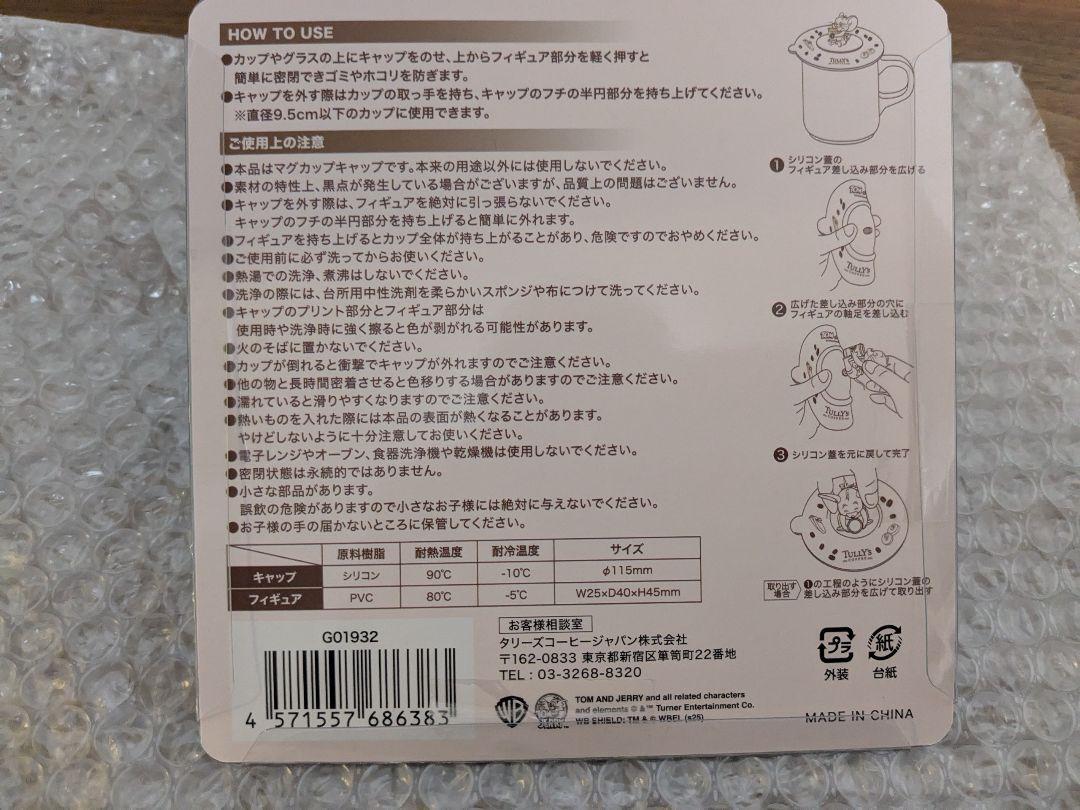 HOW TO USE
●カップやグラスの上にキャップをのせ、上からフィギュア部分を軽く押すと
簡単に密閉できゴミやホコリを防ぎます。
●キャップを外す際はカップの取っ手を持ち、キャップのフチの半円部分を持ち上げてください。
※直径9.5cm以下のカップに使用できます。
ご使用上の注意
●本品はマグカップキャップです。本来の用途以外には使用しないでください。
●素材の特性上、黒点が発生している場合がございますが、品質上の問題はございません。
●キャップを外す際は、フィギュアを絶対に引っ張らないでください。
キャップのフチの半円部分を持ち上げると簡単に外れます。
●フィギュアを持ち上げるとカップ全体が持ち上がることがあり、危険ですのでおやめください。
●ご使用前に必ず洗ってからお使いください。
●熱湯での洗浄、煮沸はしないでください。
●洗浄の際には、台所用中性洗剤を柔らかいスポンジや布につけて洗ってください。
●キャップのプリント部分とフィギュア部分は
使用時や洗浄時に強く擦ると色が剥がれる可能性があります。
●火のそばに置かないでください。
●カップが倒れると衝撃でキャップが外れますのでご注意ください。
●他の物と長時間密着させると色移りする場合がありますのでご注意ください。
●濡れていると滑りやすくなりますのでご注意ください。
●熱いものを入れた際には本品の表面が熱くなることがあります。
やけどしないように十分注意してお使いください。
●電子レンジやオーブン、食器洗浄機や乾燥機は使用しないでください。
●密閉状態は永続的ではありません。
●小さな部品があります。
誤飲の危険がありますので小さなお子様には絶対に与えないでください。
●お子様の手の届かないところに保管してください。
原料樹脂 耐熱温度 耐冷温度 サイズ
キャップ シリコン 90℃ -10℃ φ115mm
フィギュア PVC 80℃ -5℃ W25×D40×H45mm
G01932
4 571557 686383
お客様相談室
タリーズコーヒージャパン株式会社
〒162-0833 東京都新宿区箪笥町22番地
TEL : 03-3268-8320
WB
TOM AND JERRY and all related characters
and elements © &™ Turner Entertainment Co.
WB SHIELD: TM & © WBEI. (s25)
TULLY'S
❶ シリコン蓋の
フィギュア差し込み部分を広げる
TULLY'S
❷ 広げた差し込み部分の穴に
フィギュアの軸足を差し込む
TULLY'S
COFFEE
❸ シリコン蓋を元に戻して完了
TULLY'S
COFFEE
取り出す場合
❶の工程のようにシリコン蓋の
差し込み部分を広げて取り出す
プラ
外装
紙
台紙
MADE IN CHINA